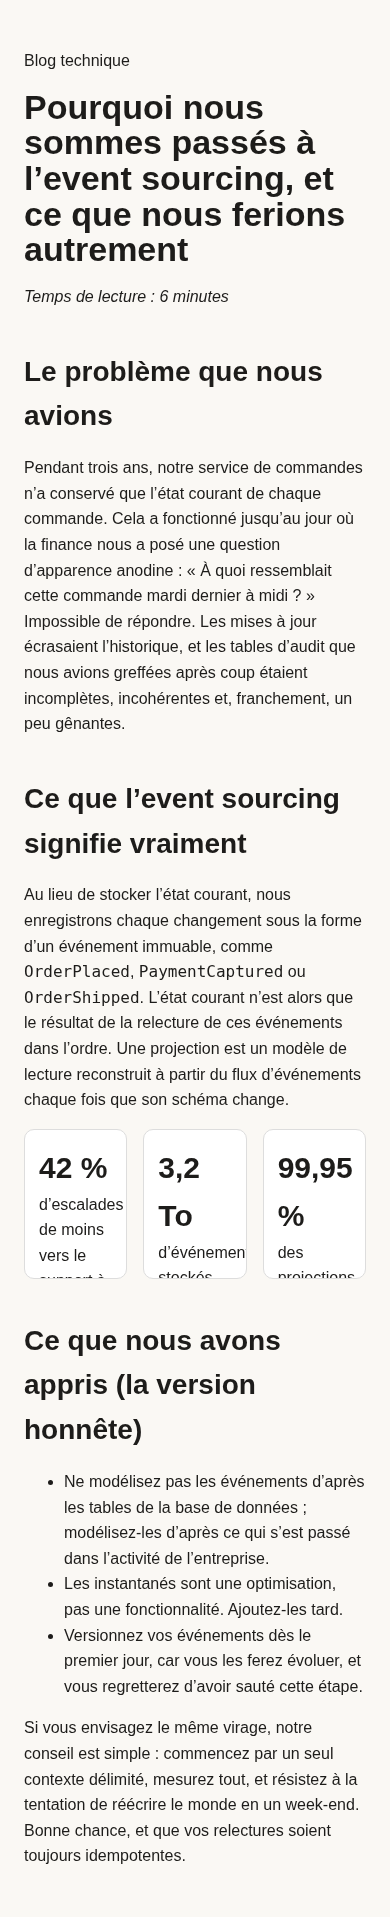 Blog technique
Pourquoi nous
sommes passés à
l’event sourcing, et
ce que nous ferions
autrement
Temps de lecture : 6 minutes
Le problème que nous
avions
Pendant trois ans, notre service de commandes
n’a conservé que l’état courant de chaque
commande. Cela a fonctionné jusqu’au jour où
la finance nous a posé une question
d’apparence anodine : « À quoi ressemblait
cette commande mardi dernier à midi ? »
Impossible de répondre. Les mises à jour
écrasaient l’historique, et les tables d’audit que
nous avions greffées après coup étaient
incomplètes, incohérentes et, franchement, un
peu gênantes.
Ce que l’event sourcing
signifie vraiment
Au lieu de stocker l’état courant, nous
enregistrons chaque changement sous la forme
d’un événement immuable, comme
OrderPlaced, PaymentCaptured ou
OrderShipped. L’état courant n’est alors que
le résultat de la relecture de ces événements
dans l’ordre. Une projection est un modèle de
lecture reconstruit à partir du flux d’événements
chaque fois que son schéma change.
42 %
d’escalades
de moins
vers le
support à
3,2
To
d’événemen
stockés
99,95
%
des
projections
Ce que nous avons
appris (la version
honnête)
Ne modélisez pas les événements d’après
les tables de la base de données ;
modélisez-les d’après ce qui s’est passé
dans l’activité de l’entreprise.
Les instantanés sont une optimisation,
pas une fonctionnalité. Ajoutez-les tard.
Versionnez vos événements dès le
premier jour, car vous les ferez évoluer, et
vous regretterez d’avoir sauté cette étape.
Si vous envisagez le même virage, notre
conseil est simple : commencez par un seul
contexte délimité, mesurez tout, et résistez à la
tentation de réécrire le monde en un week-end.
Bonne chance, et que vos relectures soient
toujours idempotentes.